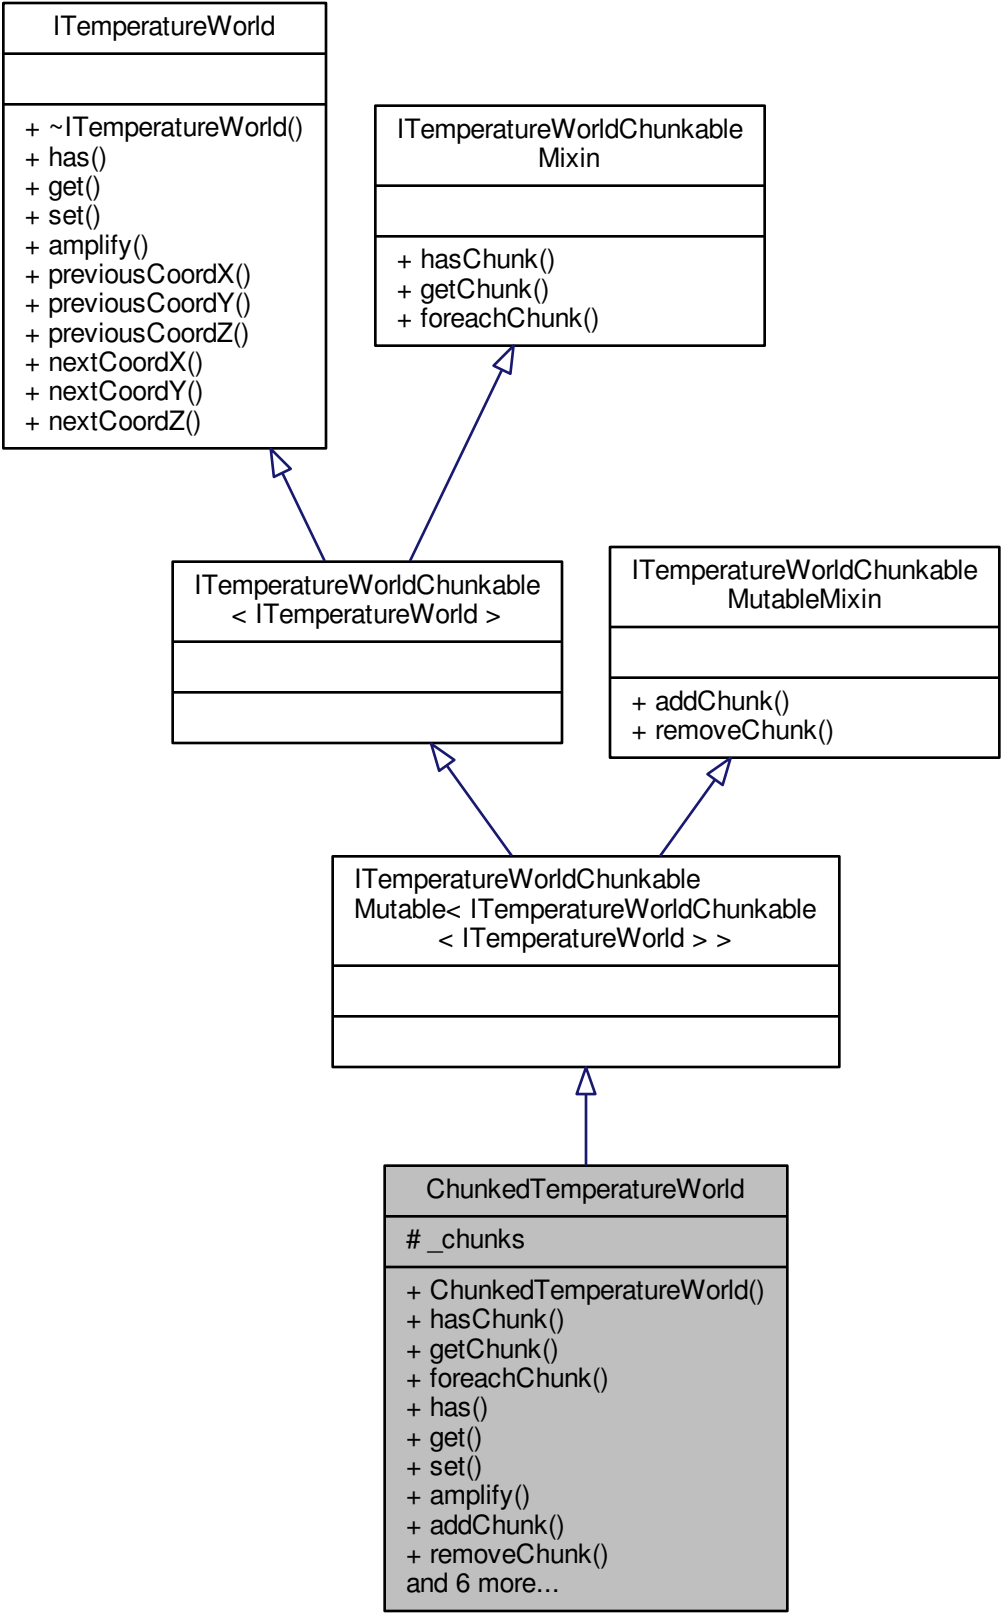 ITemperatureWorld
+ ~ITemperatureWorld()
+ has()
+ get()
+ set()
+ amplify()
+ previousCoordX()
+ previousCoordY()
+ previousCoordZ()
+ nextCoordX()
+ nextCoordY()
+ nextCoordZ()
ITemperatureWorldChunkable
Mixin
+ hasChunk()
+ getChunk()
+ foreachChunk()
ITemperatureWorldChunkable
< ITemperatureWorld >
ITemperatureWorldChunkable
MutableMixin
+ addChunk()
+ removeChunk()
ITemperatureWorldChunkable
Mutable< ITemperatureWorldChunkable
< ITemperatureWorld > >
ChunkedTemperatureWorld
# _chunks
+ ChunkedTemperatureWorld()
+ hasChunk()
+ getChunk()
+ foreachChunk()
+ has()
+ get()
+ set()
+ amplify()
+ addChunk()
+ removeChunk()
and 6 more...